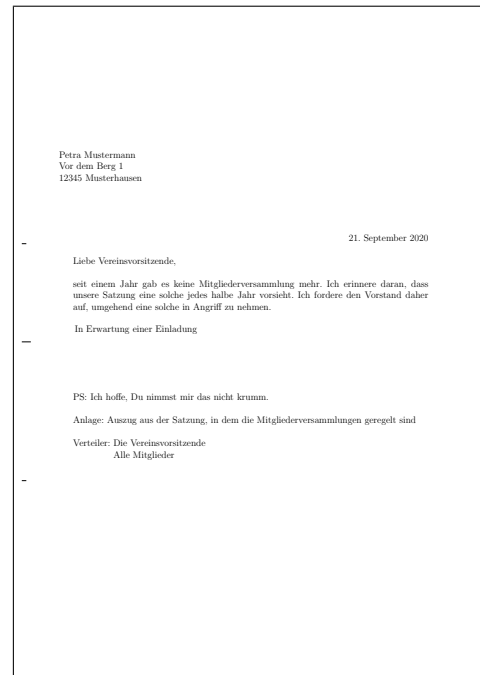 Petra Mustermann
Vor dem Berg 1
12345 Musterhausen
21. September 2020
Liebe Vereinsvorsitzende,
seit einem Jahr gab es keine Mitgliederversammlung mehr. Ich erinnere daran, dass
unsere Satzung eine solche jedes halbe Jahr vorsieht. Ich fordere den Vorstand daher
auf, umgehend eine solche in Angriff zu nehmen.
In Erwartung einer Einladung
PS: Ich hoffe, Du nimmst mir das nicht krumm.
Anlage: Auszug aus der Satzung, in dem die Mitgliederversammlungen geregelt sind
Verteiler: Die Vereinsvorsitzende
Alle Mitglieder